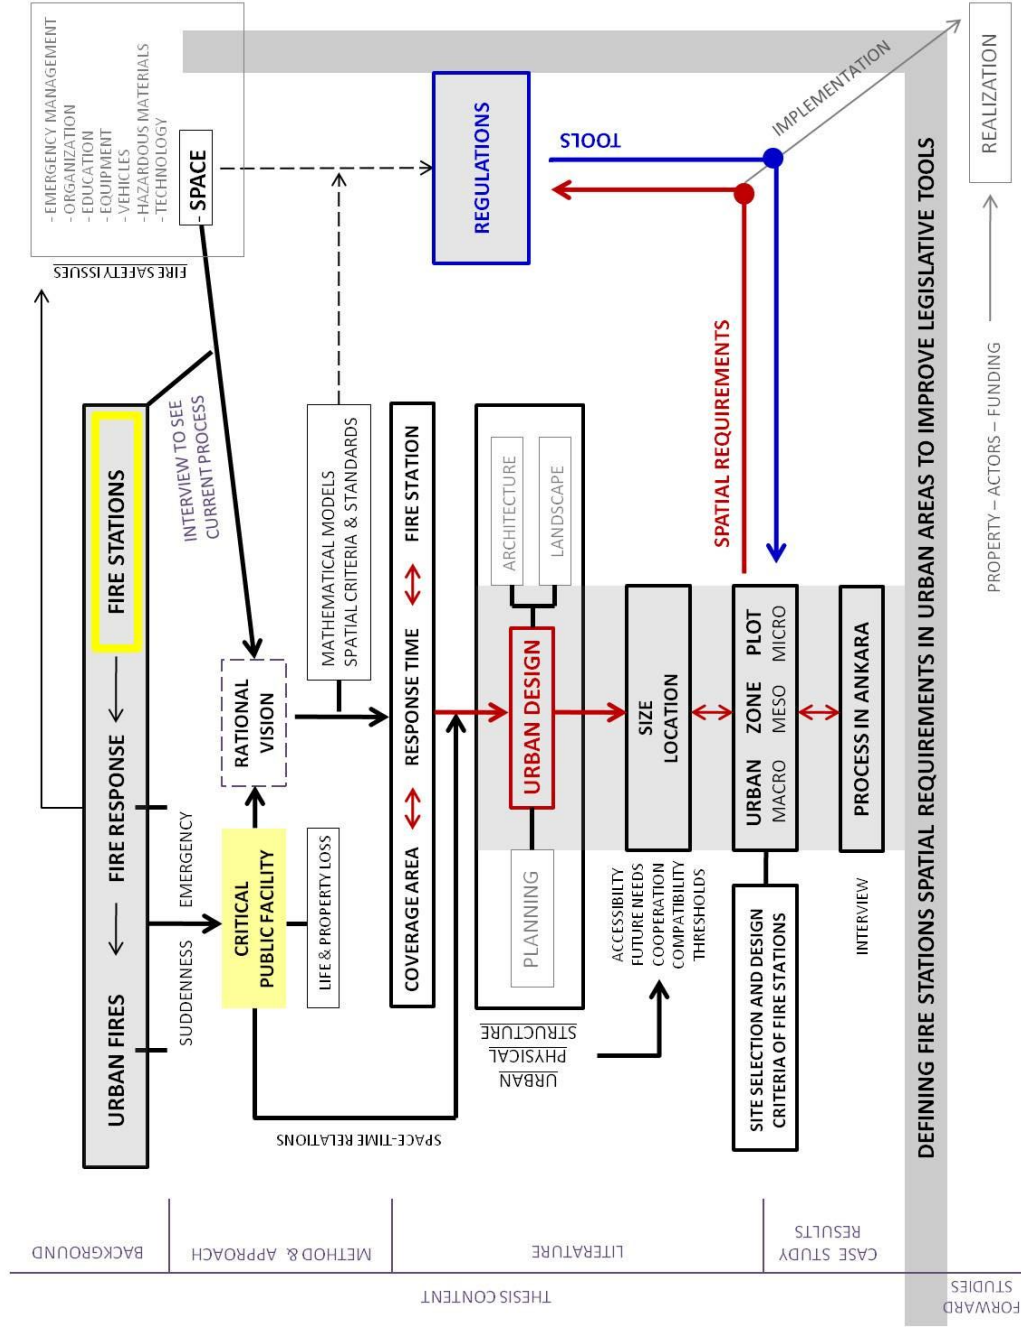 THESIS CONTENT
FORWARD
STUDIES
BACKGROUND
METHOD & APPROACH
LITERATURE
CASE STUDY
RESULTS
URBAN FIRES
FIRE RESPONSE
FIRE STATIONS
SUDDENNESS
EMERGENCY
FIRE SAFETY ISSUES
- EMERGENCY MANAGEMENT
- ORGANIZATION
- EDUCATION
- EQUIPMENT
- VEHICLES
- HAZARDOUS MATERIALS
- TECHNOLOGY
- SPACE
INTERVIEW TO SEE
CURRENT PROCESS
CRITICAL
PUBLIC FACILITY
RATIONAL
VISION
LIFE & PROPERTY LOSS
MATHEMATICAL MODELS
SPATIAL CRITERIA & STANDARDS
SPACE-TIME RELATIONS
COVERAGE AREA
RESPONSE TIME
FIRE STATION
REGULATIONS
URBAN
PHYSICAL
STRUCTURE
PLANNING
URBAN DESIGN
ARCHITECTURE
LANDSCAPE
TOOLS
ACCESSIBILTY
FUTURE NEEDS
COOPERATION
COMPATIBILITY
THRESHOLDS
SIZE
LOCATION
SPATIAL REQUIREMENTS
SITE SELECTION AND DESIGN
CRITERIA OF FIRE STATIONS
URBAN ZONE PLOT
MACRO MESO MICRO
IMPLEMENTATION
INTERVIEW
PROCESS IN ANKARA
DEFINING FIRE STATIONS SPATIAL REQUIREMENTS IN URBAN AREAS TO IMPROVE LEGISLATIVE TOOLS
PROPERTY – ACTORS – FUNDING
REALIZATION